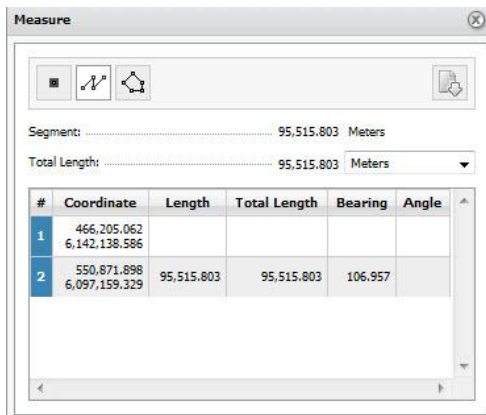 Measure
Segment: 95,515.803 Meters
Total Length: 95,515.803 Meters
# Coordinate Length Total Length Bearing Angle
1 466,205.062
6,142,138.586
2 550,871.898
6,097,159.329 95,515.803 95,515.803 106.957